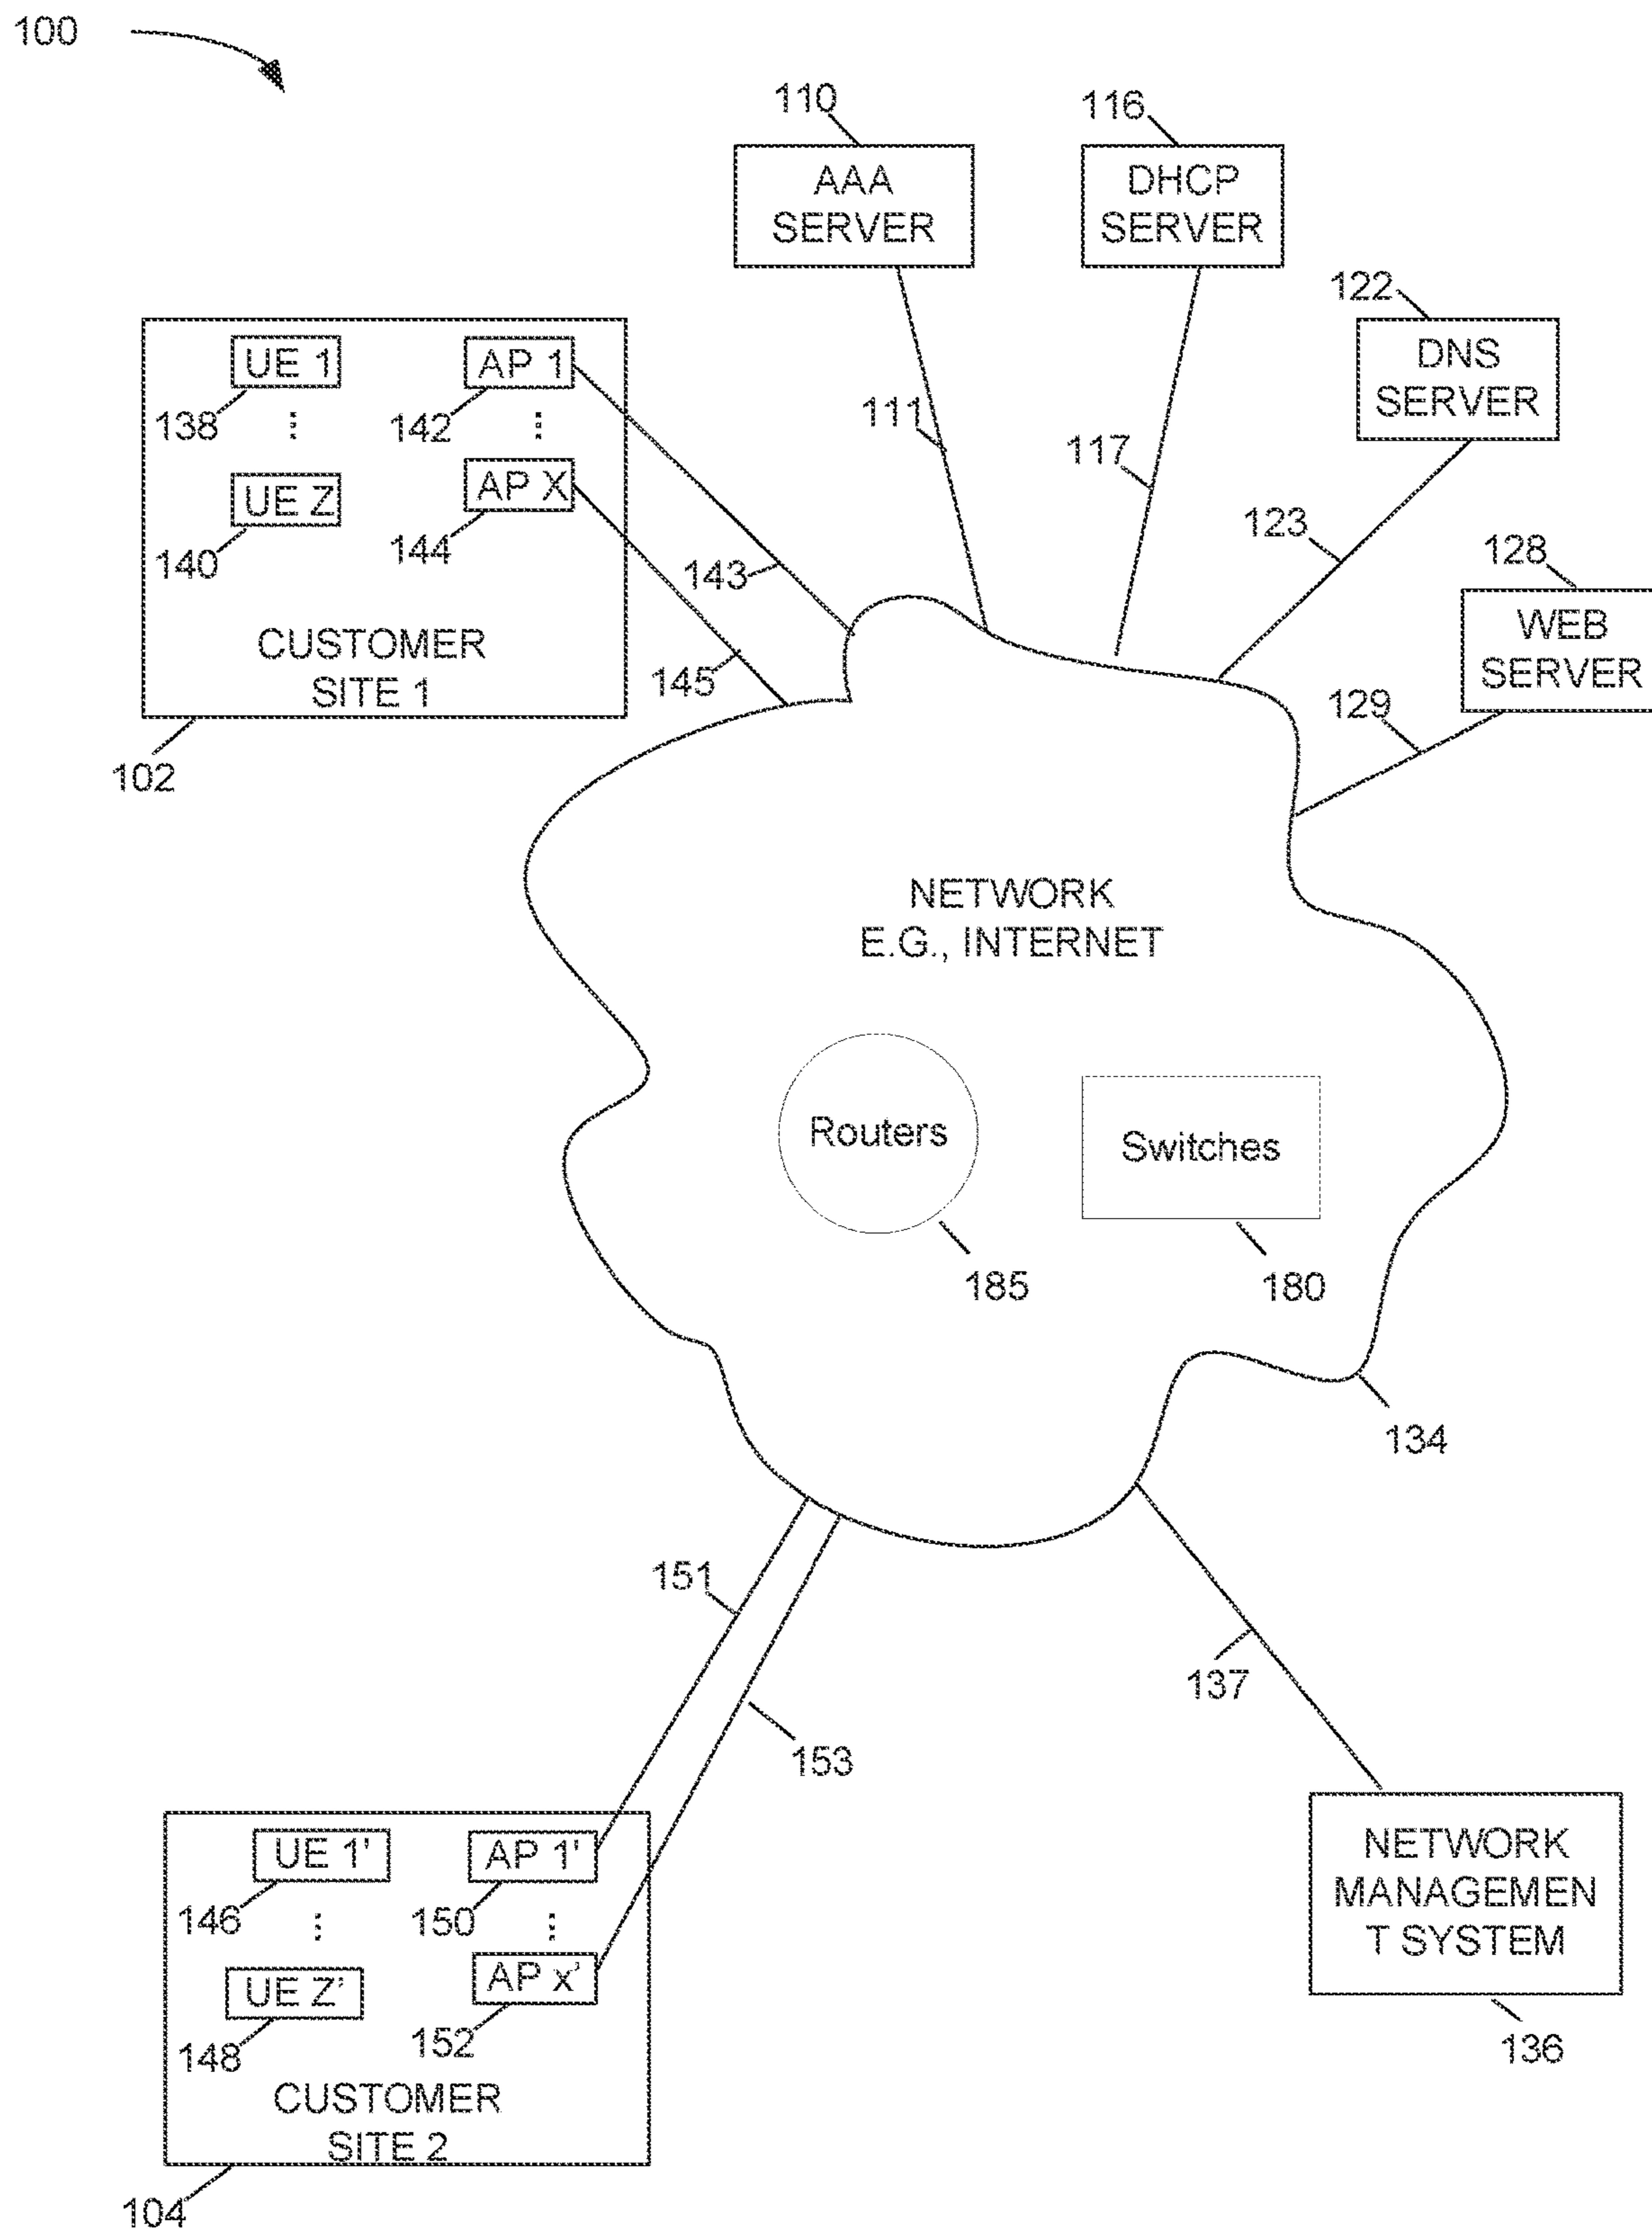 100
110
116
AAA
SERVER
DHCP
SERVER
122
DNS
SERVER
UE 1
AP 1
138
142
⋮
⋮
UE Z
AP X
140
144
CUSTOMER
SITE 1
102
111
117
123
128
WEB
SERVER
129
143
145
NETWORK
E.G., INTERNET
Routers
Switches
185
180
134
151
153
137
UE 1'
AP 1'
146
150
⋮
⋮
UE Z'
AP x'
148
152
CUSTOMER
SITE 2
104
NETWORK
MANAGEMEN
T SYSTEM
136